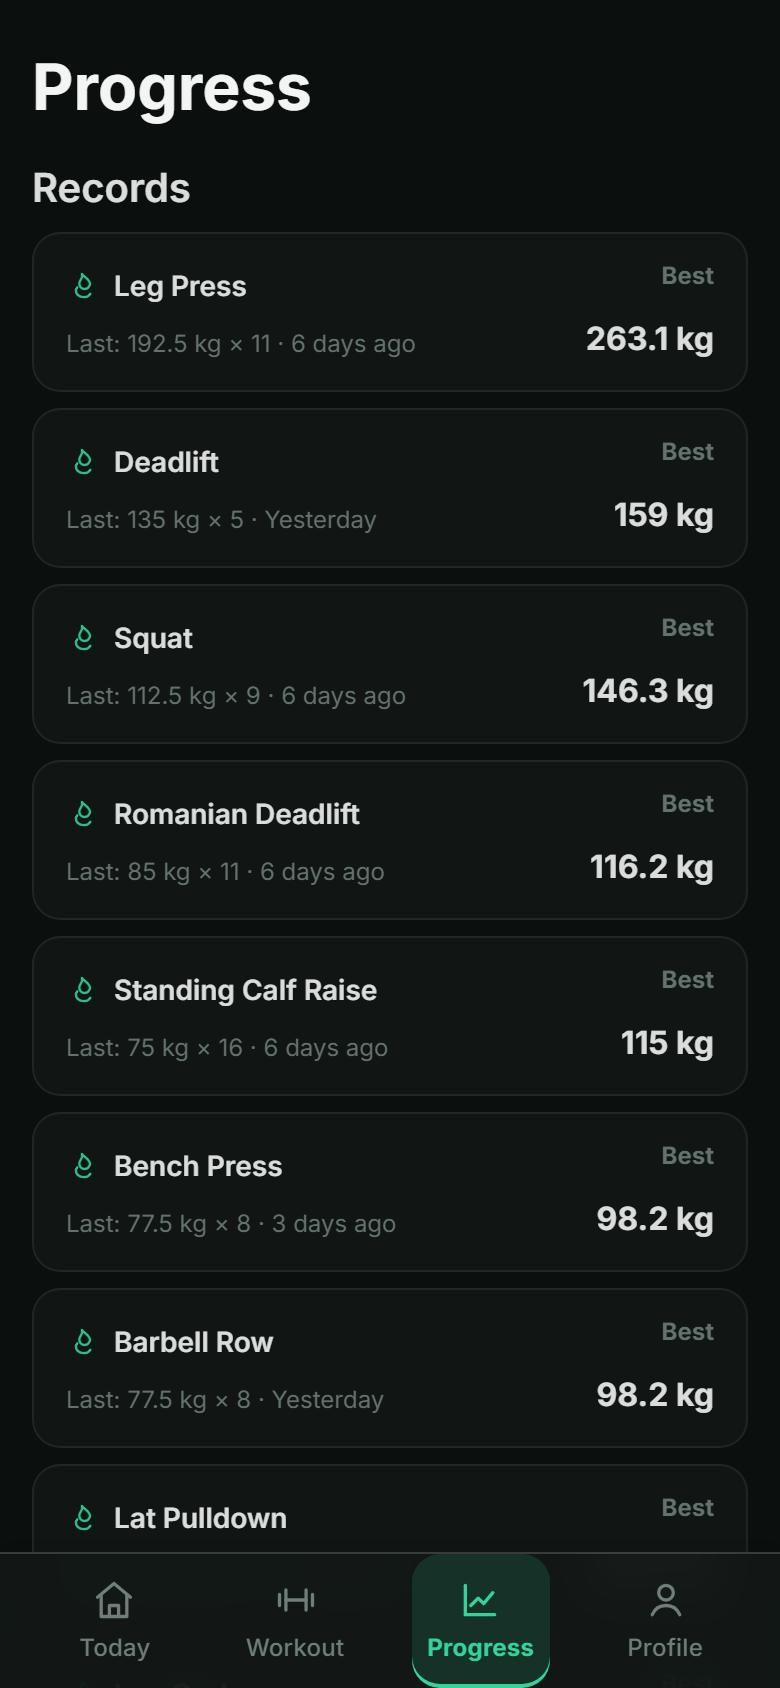 Progress
Records
Leg Press
Best
Last: 192.5 kg × 11 · 6 days ago
263.1 kg
Deadlift
Best
Last: 135 kg × 5 · Yesterday
159 kg
Squat
Best
Last: 112.5 kg × 9 · 6 days ago
146.3 kg
Romanian Deadlift
Best
Last: 85 kg × 11 · 6 days ago
116.2 kg
Standing Calf Raise
Best
Last: 75 kg × 16 · 6 days ago
115 kg
Bench Press
Best
Last: 77.5 kg × 8 · 3 days ago
98.2 kg
Barbell Row
Best
Last: 77.5 kg × 8 · Yesterday
98.2 kg
Lat Pulldown
Best
Today
Workout
Progress
Profile